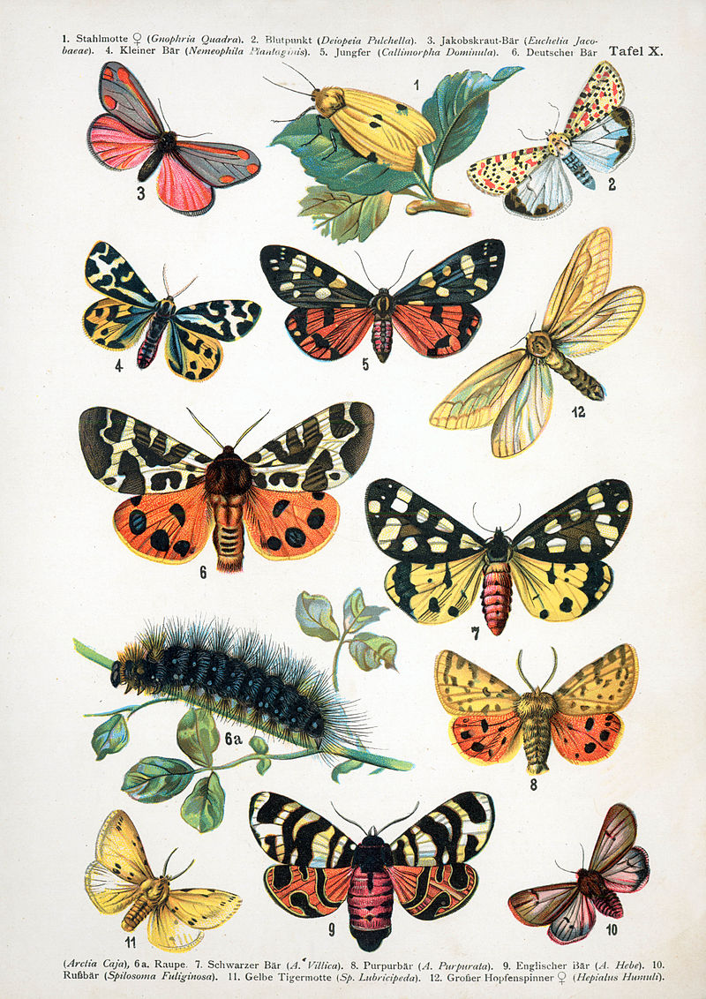 1. Stahlmotte ♀ (Gnophria Quadra). 2. Blutpunkt (Deiopeia Pulchella). 3. Jakobskraut-Bär (Euchelia Jaco-
baeae). 4. Kleiner Bär (Nemeophila Plantaginis). 5. Jungfer (Callimorpha Dominula). 6. Deutscher Bär Tafel X.
1
3
2
4
5
12
6
7
6a
8
11
9
10
(Arctia Caja), 6a. Raupe. 7. Schwarzer Bär (A. Villica). 8. Purpurbär (A. Purpurata). 9. Englischer Bär (A. Hebe). 10.
Rußbär (Spilosoma Fuliginosa). 11. Gelbe Tigermotte (Sp. Lubricipeda). 12. Großer Hopfenspinner ♀ (Hepialus Humuli).